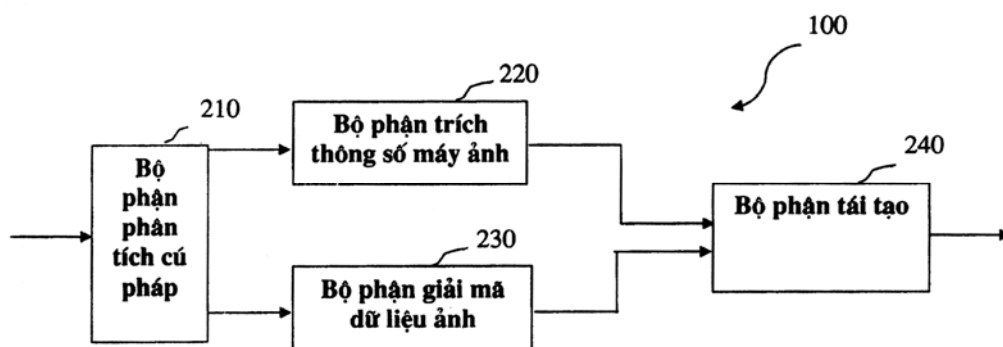 100
220
Bộ phận trích
thông số máy ảnh
210
Bộ
phận
phân
tích cú
pháp
240
Bộ phận tái tạo
230
Bộ phận giải mã
dữ liệu ảnh